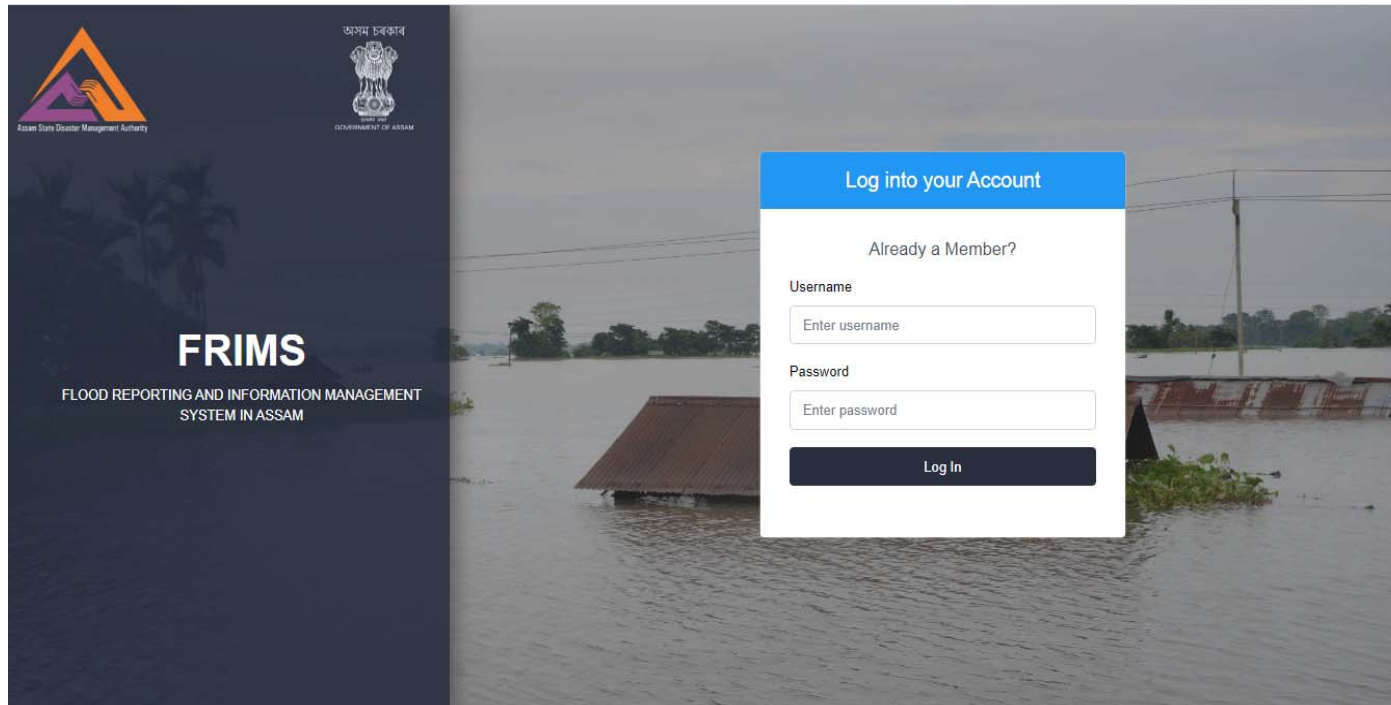 অসম চৰকাৰ
Assam State Disaster Management Authority
GOVERNMENT OF ASSAM
FRIMS
FLOOD REPORTING AND INFORMATION MANAGEMENT
SYSTEM IN ASSAM
Log into your Account
Already a Member?
Username
Enter username
Password
Enter password
Log In